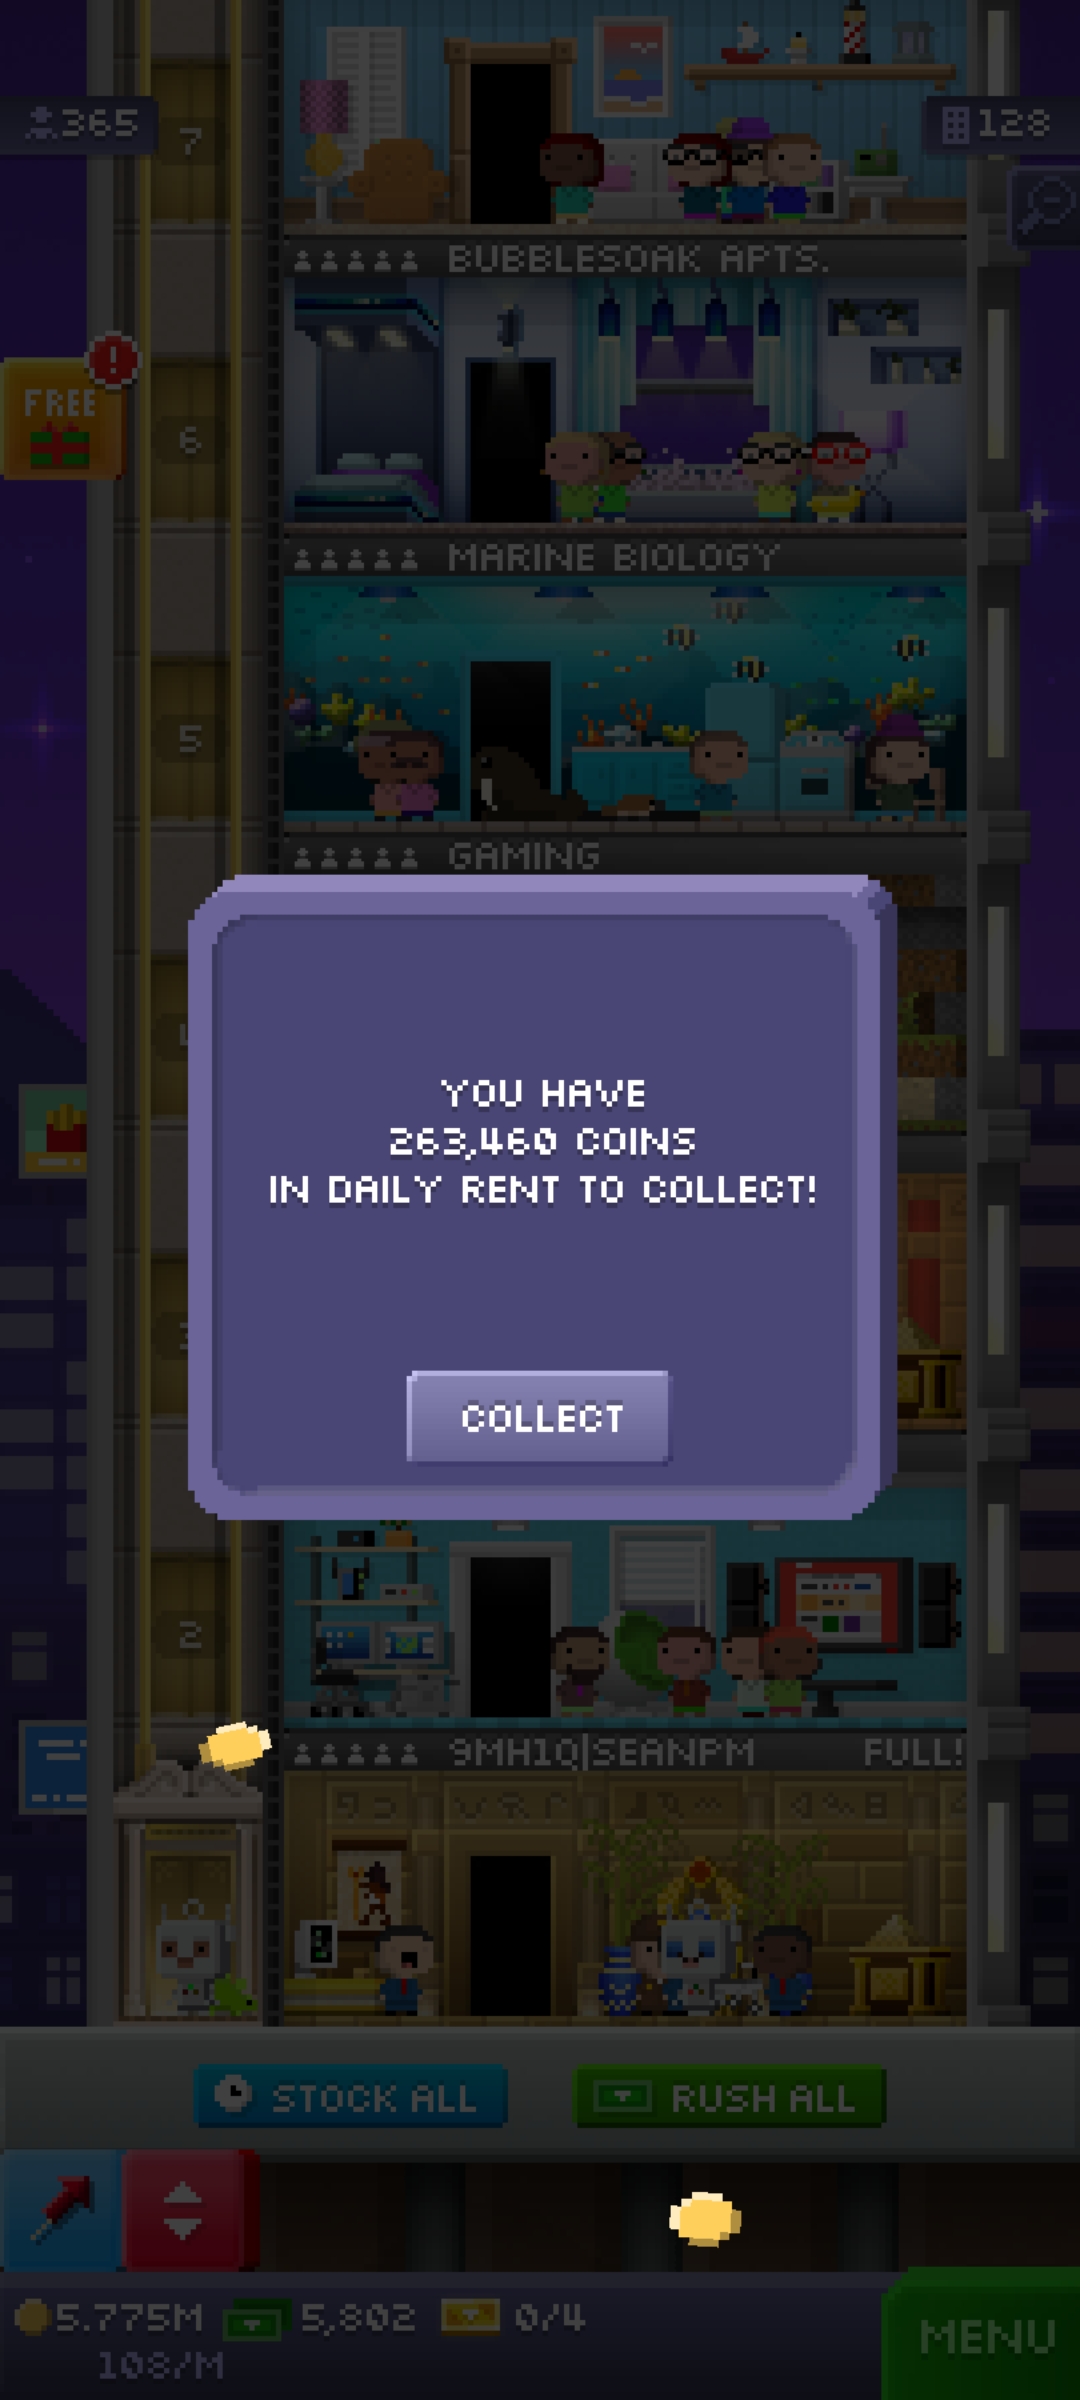 365
7
128
BUBBLESOAK APTS.
FREE
!
6
MARINE BIOLOGY
5
GAMING
YOU HAVE
263,460 COINS
IN DAILY RENT TO COLLECT!
COLLECT
2
9MH1Q|SEANPM FULL!
STOCK ALL
RUSH ALL
5.775M 5,802 0/4
108/M
MENU